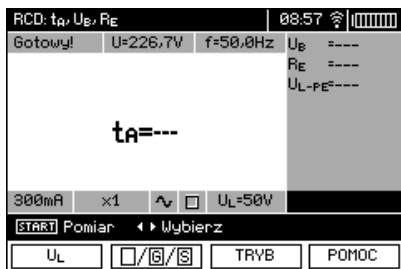 RCD: tA, UB, RE 08:57
Gotowy! U=226,7V f=50,0Hz
UB =---
RE =---
UL-PE=---
tA=---
300mA x1 UL=50V
START Pomiar Wybierz
UL □/G/S TRYB POMOC